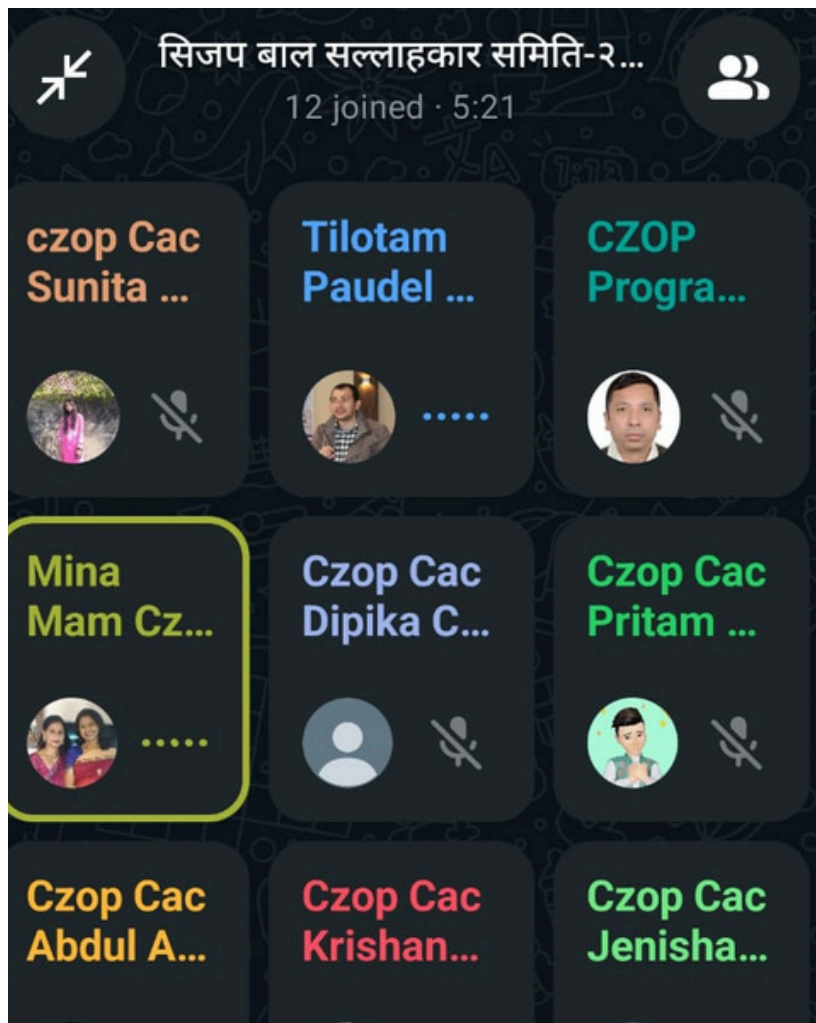 सिजप बाल सल्लाहकार समिति-२...
12 joined · 5:21
czop Cac
Sunita ...
Tilotam
Paudel ...
CZOP
Progra...
Mina
Mam Cz...
Czop Cac
Dipika C...
Czop Cac
Pritam ...
Czop Cac
Abdul A...
Czop Cac
Krishan...
Czop Cac
Jenisha...